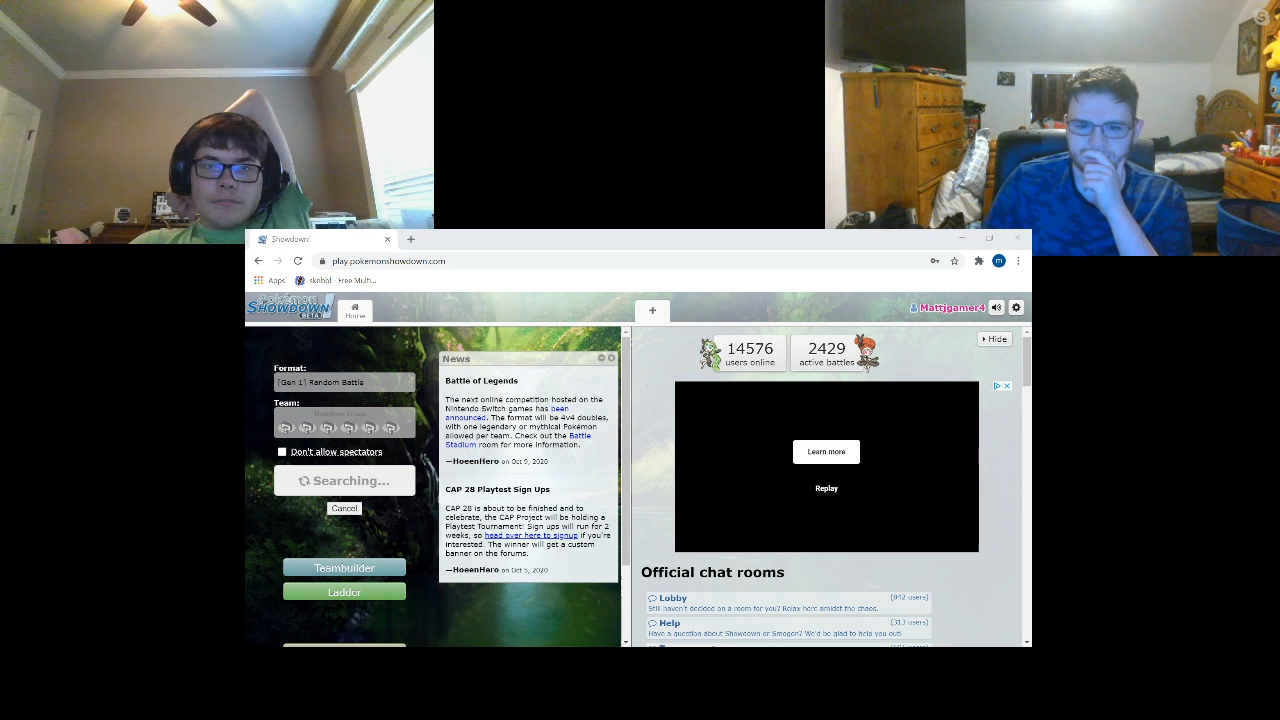 Showdown!
play.pokemonshowdown.com
Apps
skribbl - Free Multi...
Pokémon
SHOWDOWN!
BETA
Home
Mattjgamer4
Format:
[Gen 1] Random Battle
Team:
Random team
Don't allow spectators
Searching...
Cancel
Teambuilder
Ladder
News
Battle of Legends
The next online competition hosted on the
Nintendo Switch games has been
announced. The format will be 4v4 doubles,
with one legendary or mythical Pokémon
allowed per team. Check out the Battle
Stadium room for more information.
—HoeenHero on Oct 9, 2020
CAP 28 Playtest Sign Ups
CAP 28 is about to be finished and to
celebrate, the CAP Project will be holding a
Playtest Tournament! Sign ups will run for 2
weeks, so head over here to signup if you're
interested. The winner will get a custom
banner on the forums.
—HoeenHero on Oct 5, 2020
14576
users online
2429
active battles
Hide
Learn more
Replay
Official chat rooms
Lobby (842 users)
Still haven't decided on a room for you? Relax here amidst the chaos.
Help (313 users)
Have a question about Showdown or Smogon? We'd be glad to help you out!